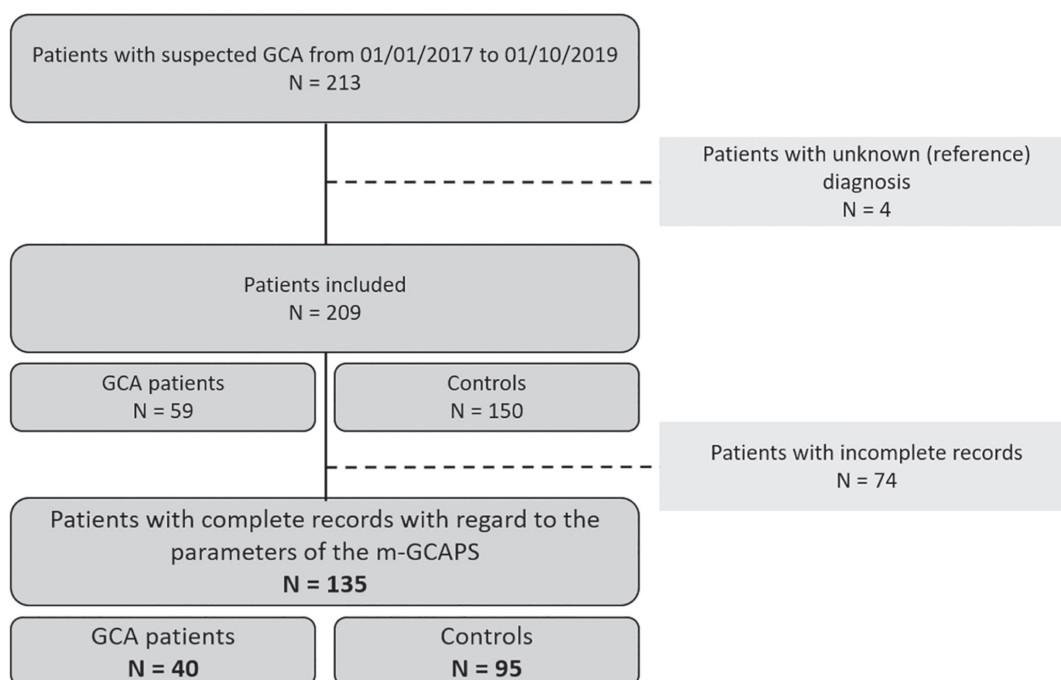 Patients with suspected GCA from 01/01/2017 to 01/10/2019
N = 213
Patients with unknown (reference)
diagnosis
N = 4
Patients included
N = 209
GCA patients
N = 59
Controls
N = 150
Patients with incomplete records
N = 74
Patients with complete records with regard to the
parameters of the m-GCAPS
N = 135
GCA patients
N = 40
Controls
N = 95